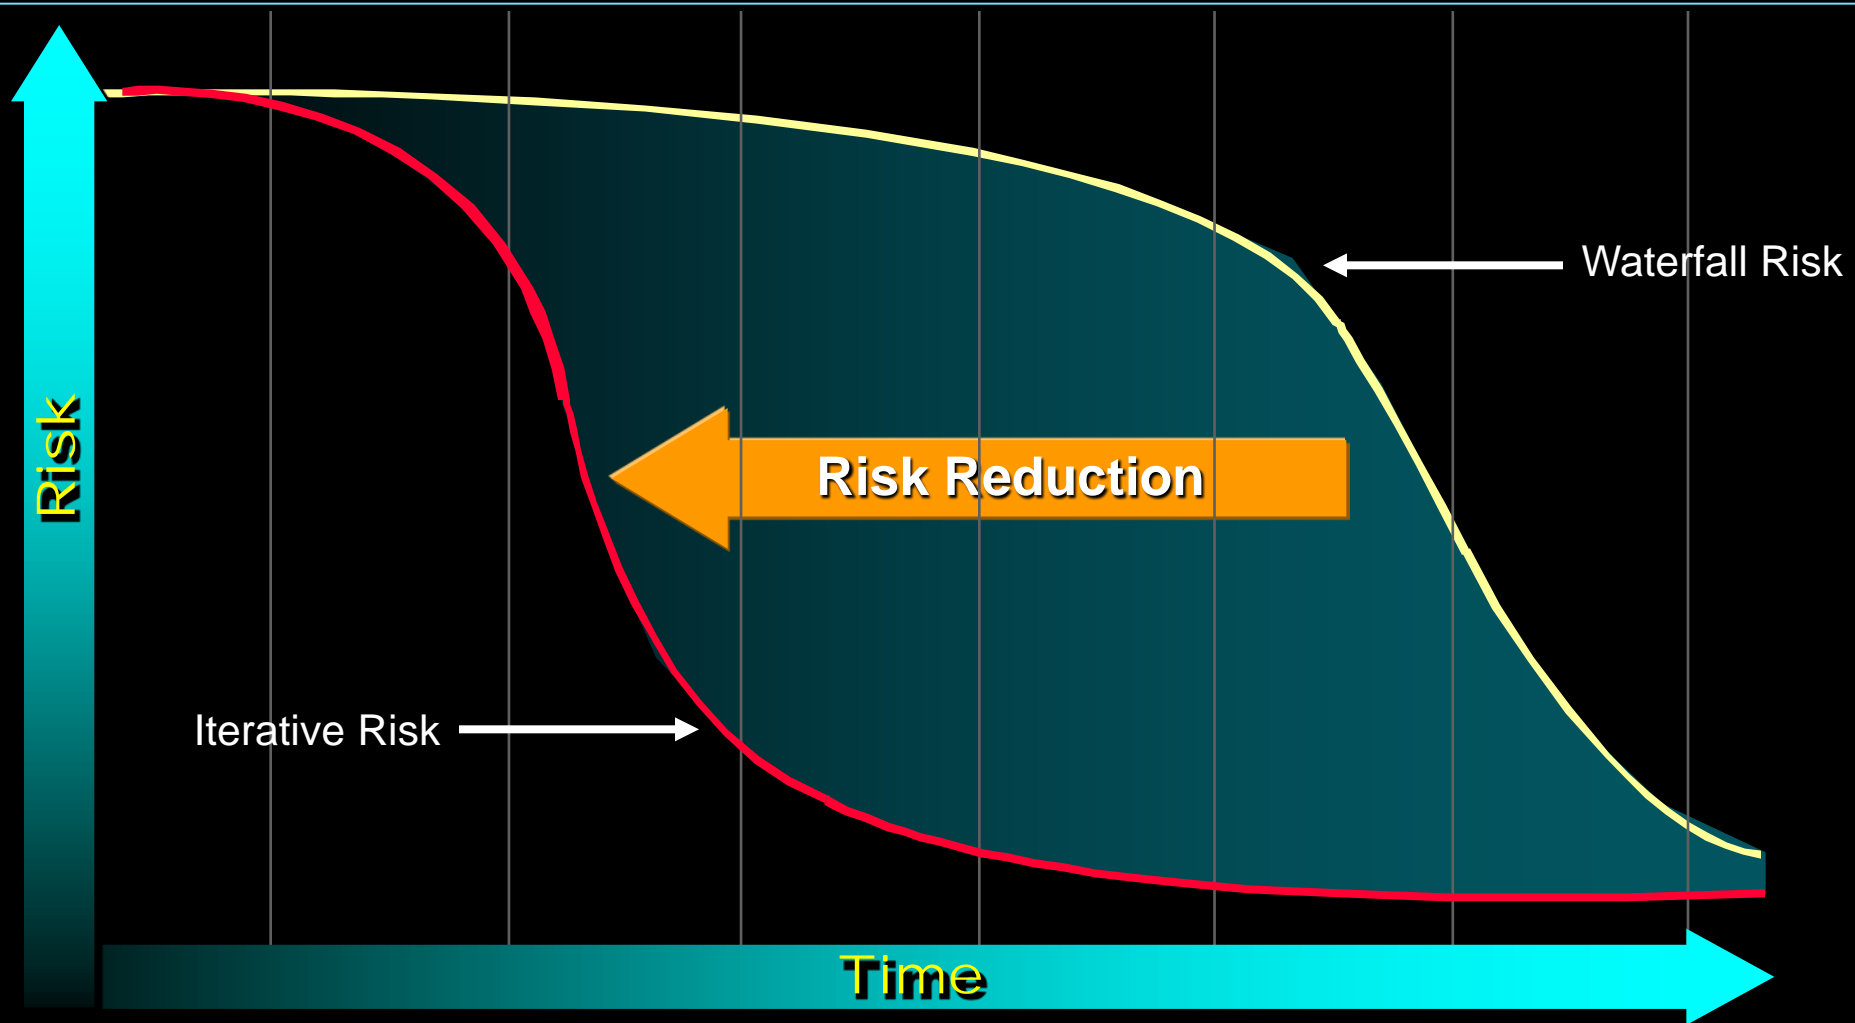 Waterfall Risk
Risk
Risk Reduction
Iterative Risk
Time